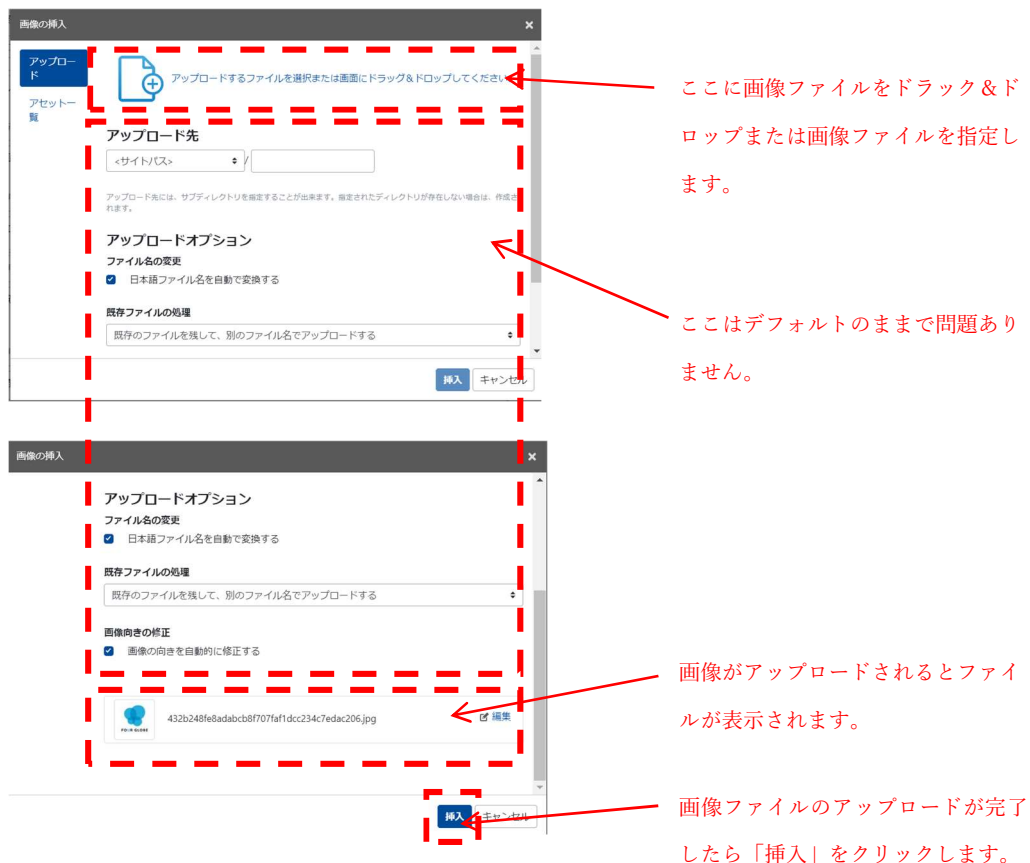 画像の挿入
×
アップロー
ド
アセット一
覧
アップロードするファイルを選択または画面にドラッグ&ドロップしてください
アップロード先
<サイトパス>
/
アップロード先には、サブディレクトリを指定することが出来ます。指定されたディレクトリが存在しない場合は、作成さ
れます。
アップロードオプション
ファイル名の変更
日本語ファイル名を自動で変換する
既存ファイルの処理
既存のファイルを残して、別のファイル名でアップロードする
挿入 キャンセル
ここに画像ファイルをドラック&ド
ロップまたは画像ファイルを指定し
ます。
ここはデフォルトのままで問題あり
ません。
画像の挿入
×
アップロードオプション
ファイル名の変更
日本語ファイル名を自動で変換する
既存ファイルの処理
既存のファイルを残して、別のファイル名でアップロードする
画像向きの修正
画像の向きを自動的に修正する
432b248fe8adabcb8f707faf1dcc234c7edac206.jpg
編集
挿入 キャンセル
画像がアップロードされるとファイ
ルが表示されます。
画像ファイルのアップロードが完了
したら「挿入」をクリックします。